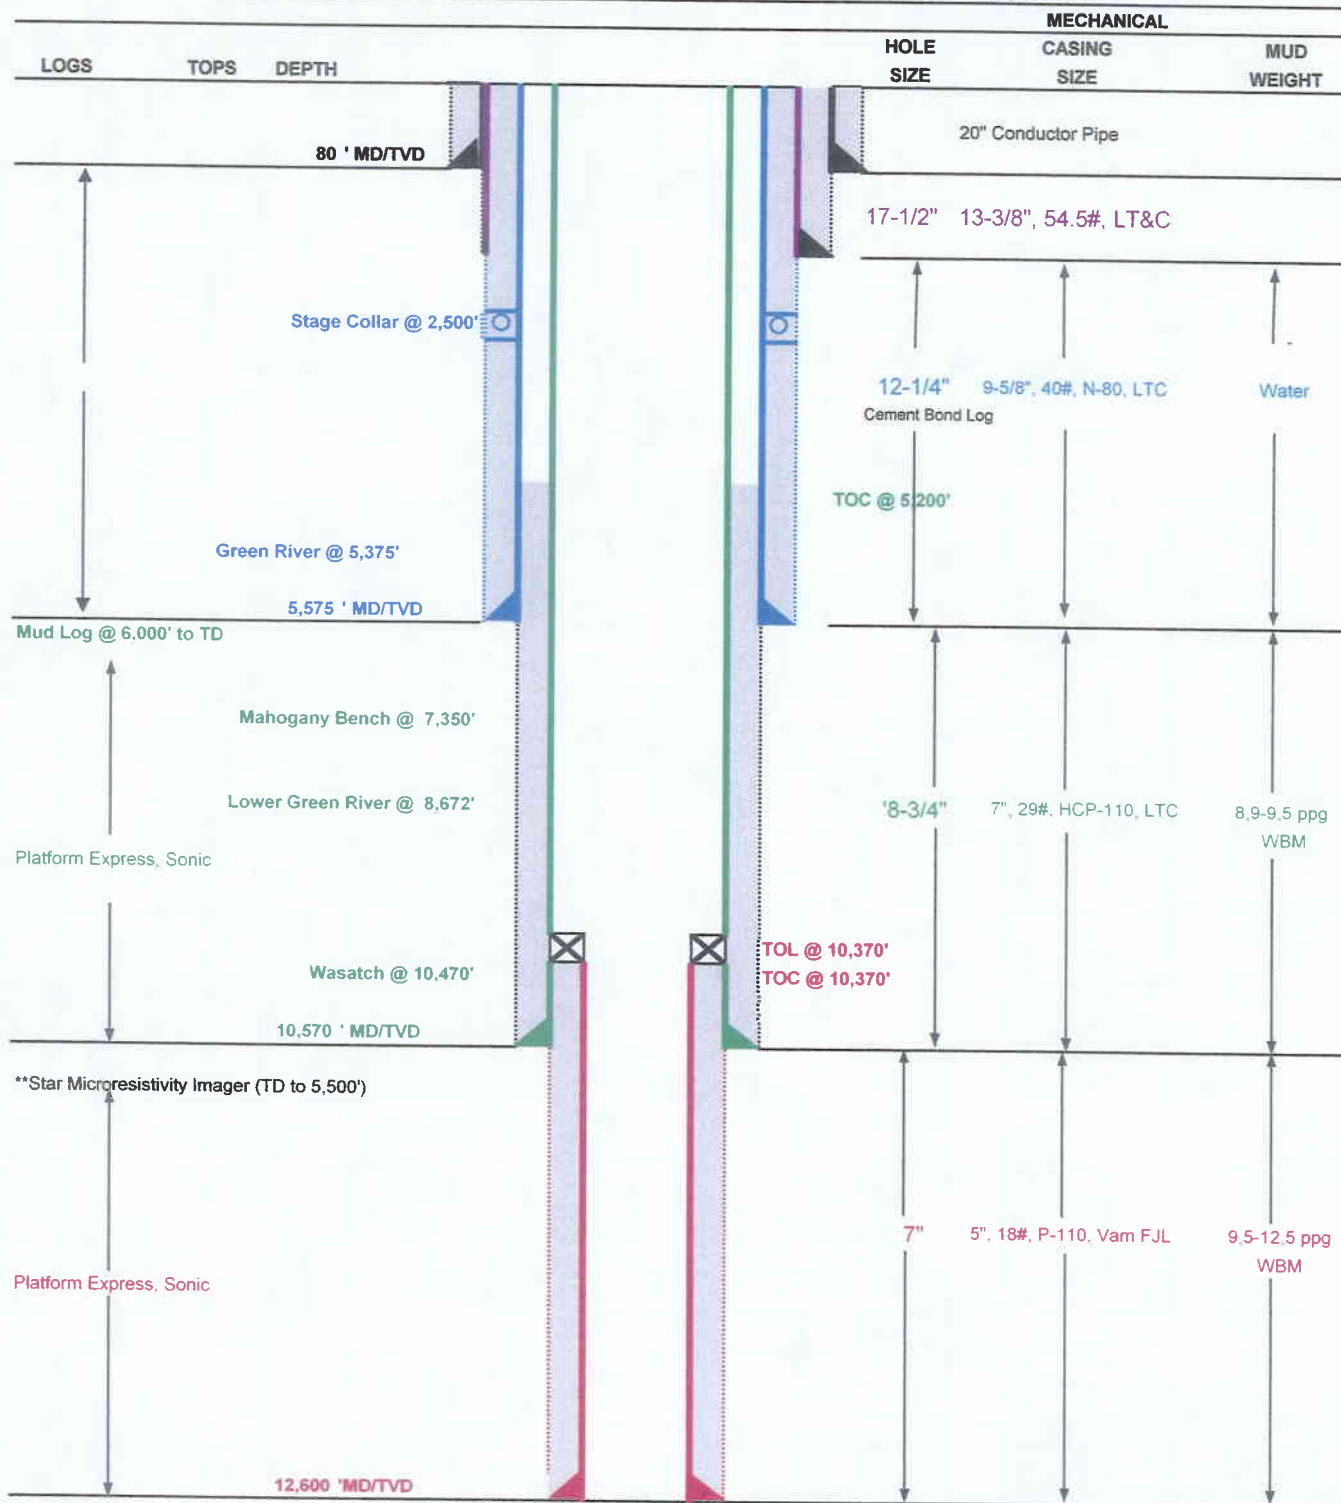 MECHANICAL
HOLE CASING MUD
LOGS TOPS DEPTH SIZE SIZE WEIGHT
20" Conductor Pipe
80 ' MD/TVD
17-1/2" 13-3/8", 54.5#, LT&C
Stage Collar @ 2,500'
12-1/4" 9-5/8", 40#, N-80, LTC Water
Cement Bond Log
TOC @ 5,200'
Green River @ 5,375'
5,575 ' MD/TVD
Mud Log @ 6.000' to TD
Mahogany Bench @ 7,350'
Lower Green River @ 8,672'
'8-3/4" 7", 29#, HCP-110, LTC 8.9-9.5 ppg
WBM
Platform Express, Sonic
TOL @ 10,370'
Wasatch @ 10,470' TOC @ 10,370'
10,570 ' MD/TVD
**Star Microresistivity Imager (TD to 5,500')
7" 5", 18#, P-110, Vam FJL 9.5-12.5 ppg
WBM
Platform Express, Sonic
12,600 'MD/TVD